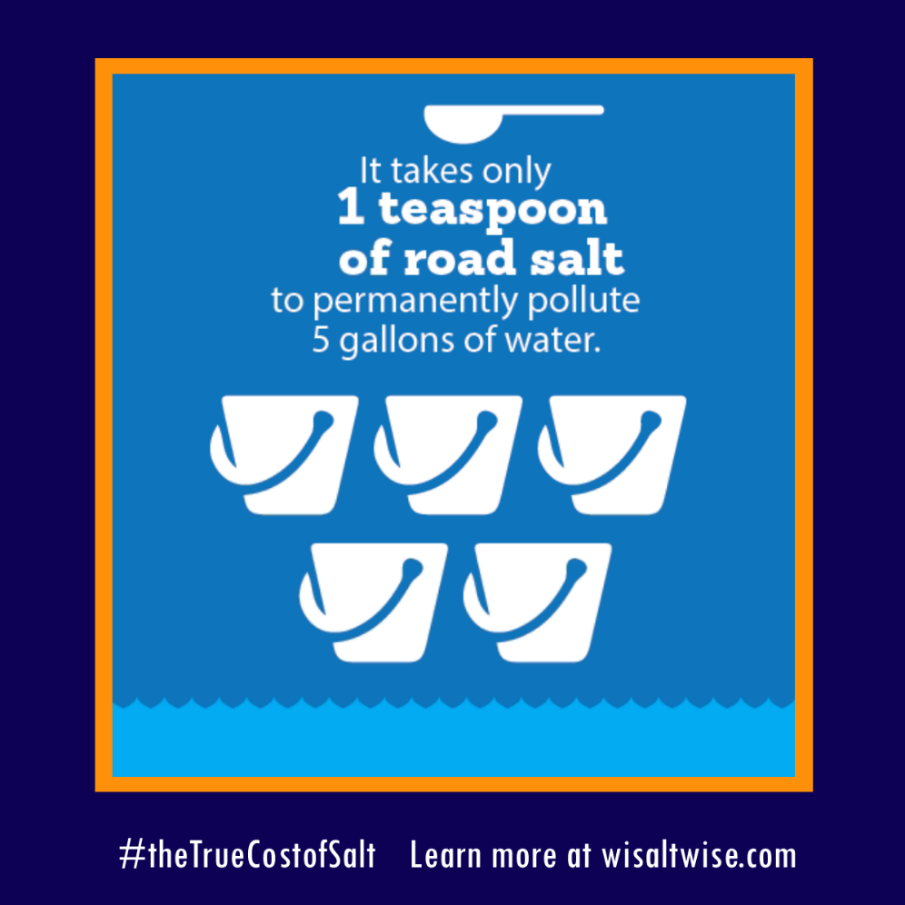 It takes only
1 teaspoon
of road salt
to permanently pollute
5 gallons of water.
#theTrueCostofSalt Learn more at wisaltwise.com